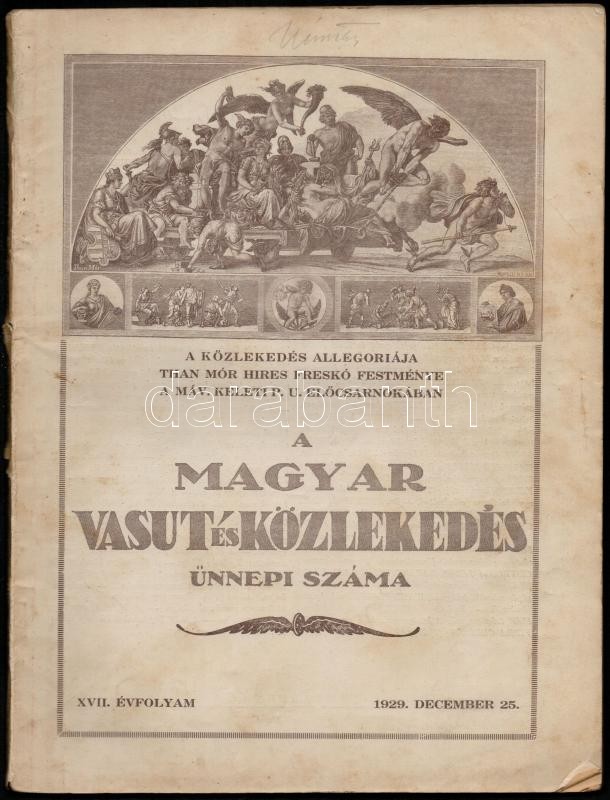 A KÖZLEKEDÉS ALLEGORIÁJA
THAN MÓR HIRES FRESKÓ FESTMÉNYE
A MÁV. KELETI P. U. ELŐCSARNOKÁBAN
darabanth
A
MAGYAR
VASUT ÉS KÖZLEKEDÉS
ÜNNEPI SZÁMA
XVII. ÉVFOLYAM
1929. DECEMBER 25.